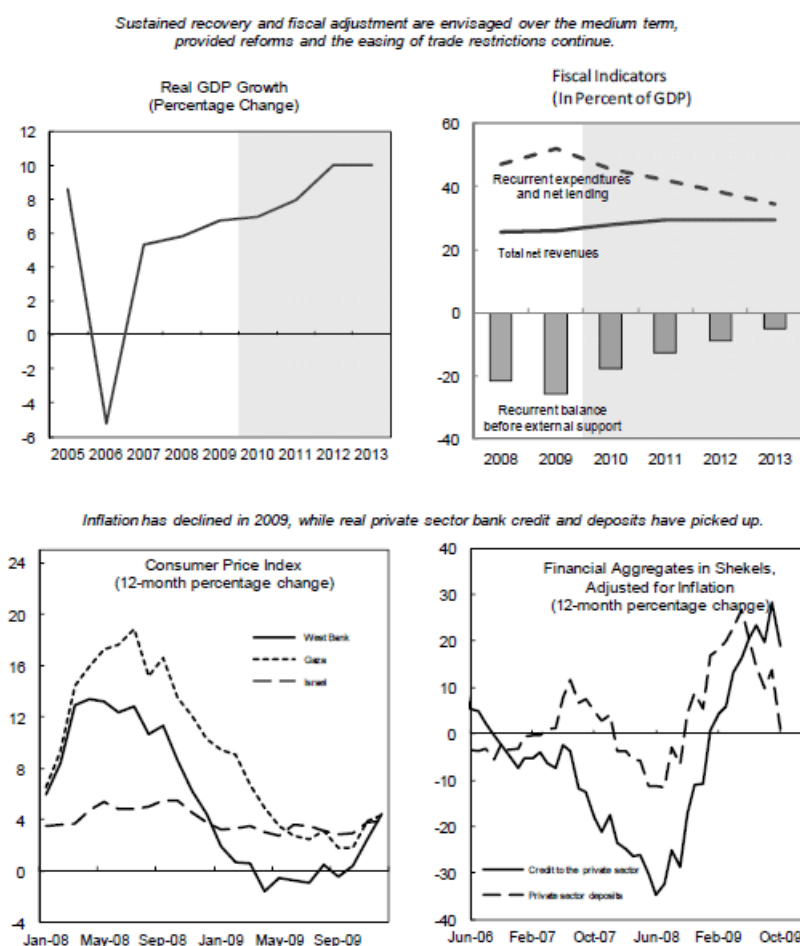 Sustained recovery and fiscal adjustment are envisaged over the medium term,
provided reforms and the easing of trade restrictions continue.
Real GDP Growth
(Percentage Change)
12
10
8
6
4
2
0
-2
-4
-6
2005 2006 2007 2008 2009 2010 2011 2012 2013
Fiscal Indicators
(In Percent of GDP)
60
40
20
0
-20
-40
Recurrent expenditures
and net lending
Total net revenues
Recurrent balance
before external support
2008 2009 2010 2011 2012 2013
Inflation has declined in 2009, while real private sector bank credit and deposits have picked up.
Consumer Price Index
(12-month percentage change)
24
20
16
12
8
4
0
-4
West Bank
Gaza
Israel
Jan-08 May-08 Sep-08 Jan-09 May-09 Sep-09
Financial Aggregates in Shekels,
Adjusted for Inflation
(12-month percentage change)
40
30
20
10
0
-10
-20
-30
-40
Credit to the private sector
Private sector deposits
Jun-06 Feb-07 Oct-07 Jun-08 Feb-09 Oct-09